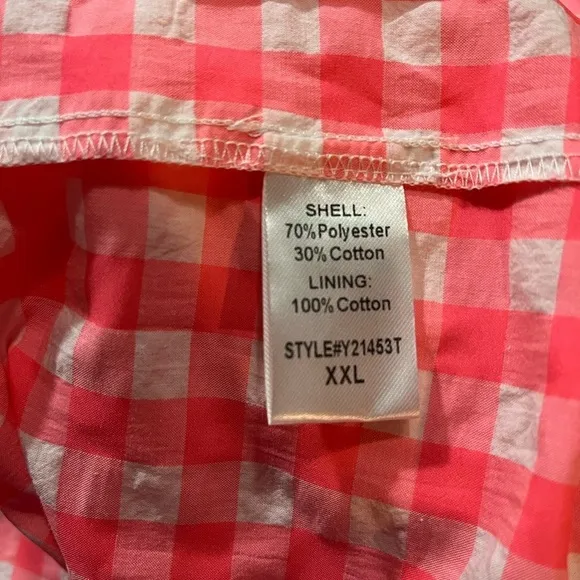 SHELL:
70%Polyester
30% Cotton
LINING:
100% Cotton
STYLE#Y21453T
XXL